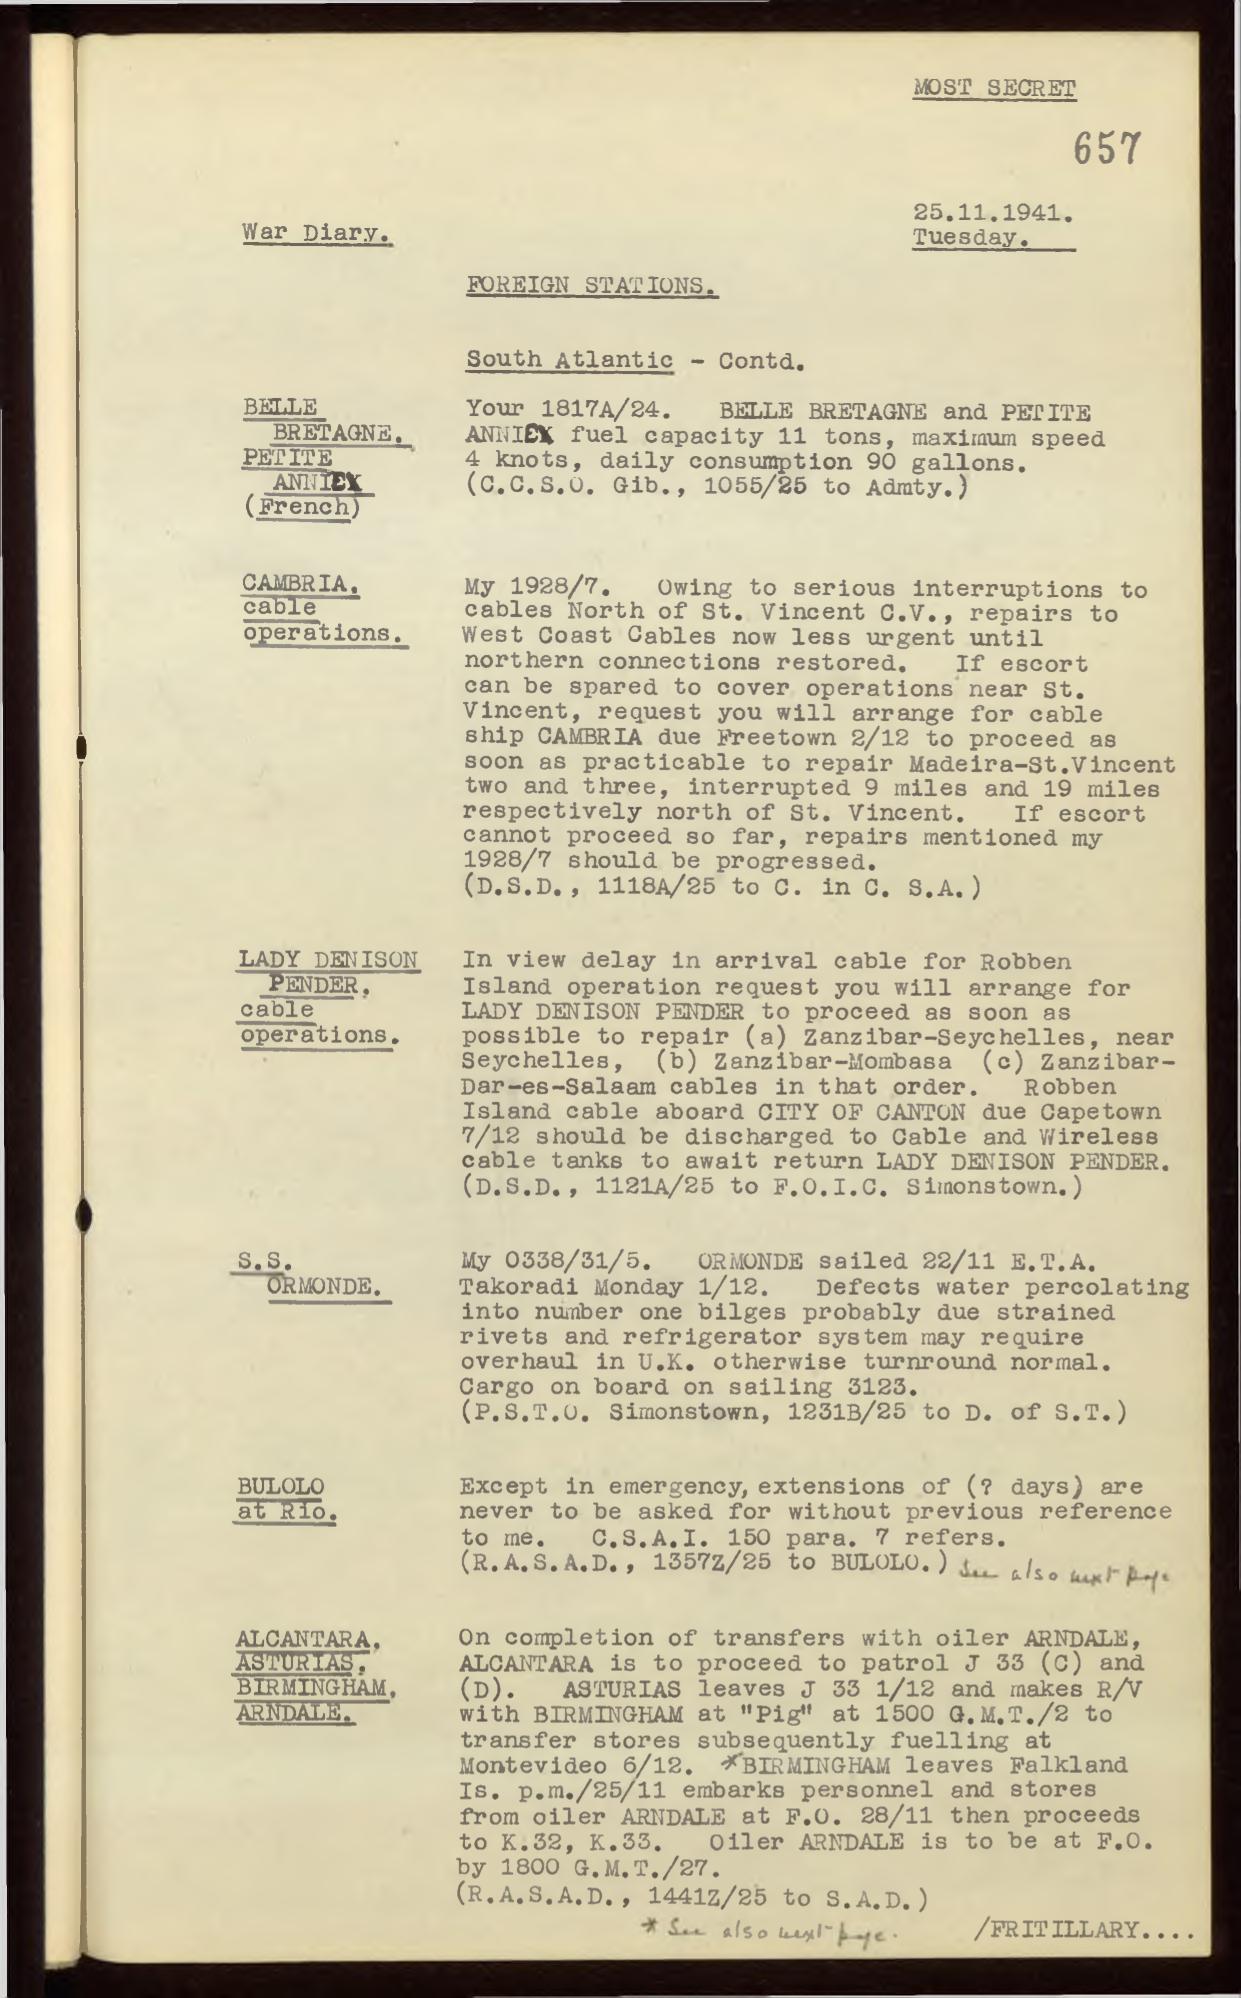 MOST SECRET
657
25.11.1941.
War Diary.
Tuesday.
FOREIGN STATIONS.
South Atlantic - Contd.
BELLE
BRETAGNE.
PETITE
ANNIEX
(French)
Your 1817A/24. BELLE BRETAGNE and PETITE
ANNIEX fuel capacity 11 tons, maximum speed
4 knots, daily consumption 90 gallons.
(C.C.S.O. Gib., 1055/25 to Admty.)
CAMBRIA.
cable
operations.
My 1928/7. Owing to serious interruptions to
cables North of St. Vincent C.V., repairs to
West Coast Cables now less urgent until
northern connections restored. If escort
can be spared to cover operations near St.
Vincent, request you will arrange for cable
ship CAMBRIA due Freetown 2/12 to proceed as
soon as practicable to repair Madeira-St.Vincent
two and three, interrupted 9 miles and 19 miles
respectively north of St. Vincent. If escort
cannot proceed so far, repairs mentioned my
1928/7 should be progressed.
(D.S.D., 1118A/25 to C. in C. S.A.)
LADY DENISON
PENDER.
cable
operations.
In view delay in arrival cable for Robben
Island operation request you will arrange for
LADY DENISON PENDER to proceed as soon as
possible to repair (a) Zanzibar-Seychelles, near
Seychelles, (b) Zanzibar-Mombasa (c) Zanzibar-
Dar-es-Salaam cables in that order. Robben
Island cable aboard CITY OF CANTON due Capetown
7/12 should be discharged to Cable and Wireless
cable tanks to await return LADY DENISON PENDER.
(D.S.D., 1121A/25 to F.O.I.C. Simonstown.)
S.S.
ORMONDE.
My 0338/31/5. ORMONDE sailed 22/11 E.T.A.
Takoradi Monday 1/12. Defects water percolating
into number one bilges probably due strained
rivets and refrigerator system may require
overhaul in U.K. otherwise turnround normal.
Cargo on board on sailing 3123.
(P.S.T.O. Simonstown, 1231B/25 to D. of S.T.)
BULOLO
at Rio.
Except in emergency, extensions of (? days) are
never to be asked for without previous reference
to me. C.S.A.I. 150 para. 7 refers.
(R.A.S.A.D., 1357Z/25 to BULOLO.) See also next page
ALCANTARA.
ASTURIAS.
BIRMINGHAM.
ARNDALE.
On completion of transfers with oiler ARNDALE,
ALCANTARA is to proceed to patrol J 33 (C) and
(D). ASTURIAS leaves J 33 1/12 and makes R/V
with BIRMINGHAM at "Pig" at 1500 G.M.T./2 to
transfer stores subsequently fuelling at
Montevideo 6/12. *BIRMINGHAM leaves Falkland
Is. p.m./25/11 embarks personnel and stores
from oiler ARNDALE at F.O. 28/11 then proceeds
to K.32, K.33. Oiler ARNDALE is to be at F.O.
by 1800 G.M.T./27.
(R.A.S.A.D., 1441Z/25 to S.A.D.)
* See also next page.
/FRITILLARY....